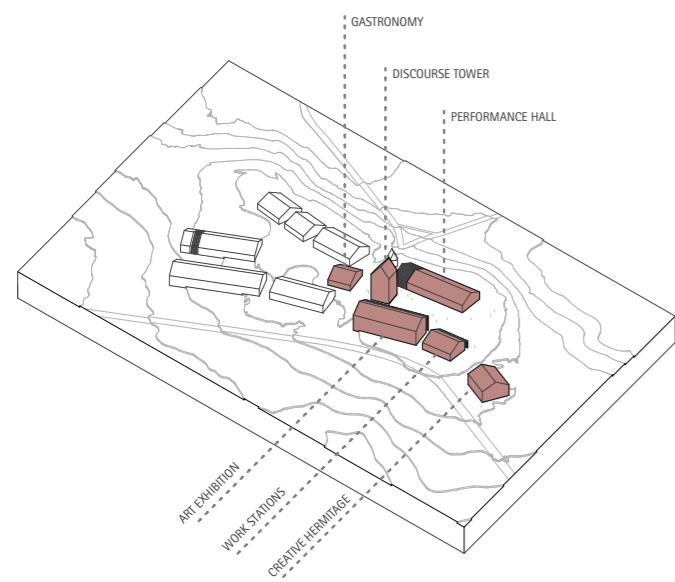 GASTRONOMY
DISCOURSE TOWER
PERFORMANCE HALL
ART EXHIBITION
WORK STATIONS
CREATIVE HERMITAGE